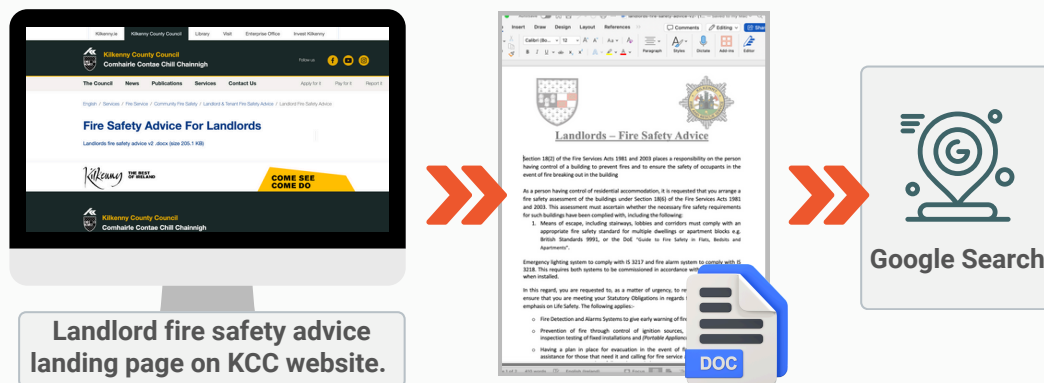 Kilkenny.ie Kilkenny County Council Library Visit Enterprise Office Invest Kilkenny
Kilkenny County Council
Comhairle Contae Chill Chainnigh
Follow us
The Council News Publications Services Contact Us Apply for it Pay for it Report it
English / Services / Fire Service / Community Fire Safety / Landlord & Tenant Fire Safety Advice / Landlord Fire Safety Advice
Fire Safety Advice For Landlords
Landlords fire safety advice v2 .docx (size 205.1 KB)
Kilkenny THE BEST
OF IRELAND
COME SEE
COME DO
Kilkenny County Council
Comhairle Contae Chill Chainnigh
Landlord fire safety advice
landing page on KCC website.
Insert Draw Design Layout References Comments Editing Shar
Calibri (Bo... 12
Paragraph Styles Dictate Add-ins Editor
Landlords – Fire Safety Advice
Section 18(2) of the Fire Services Acts 1981 and 2003 places a responsibility on the person
having control of a building to prevent fires and to ensure the safety of occupants in the
event of fire breaking out in the building
As a person having control of residential accommodation, it is requested that you arrange a
fire safety assessment of the buildings under Section 18(6) of the Fire Services Acts 1981
and 2003. This assessment must ascertain whether the necessary fire safety requirements
for such buildings have been complied with, including the following:
1. Means of escape, including stairways, lobbies and corridors must comply with an
appropriate fire safety standard for multiple dwellings or apartment blocks e.g.
British Standards 9991, or the DoE "Guide to Fire Safety in Flats, Bedsits and
Apartments".
Emergency lighting system to comply with IS 3217 and fire alarm system to comply with IS
3218. This requires both systems to be commissioned in accordance with
when installed.
In this regard, you are requested to, as a matter of urgency, to
ensure that you are meeting your Statutory Obligations in regards
emphasis on Life Safety. The following applies:-
o Fire Detection and Alarms Systems to give early warning of fire
o Prevention of fire through control of ignition sources,
inspection testing of fixed installations and (Portable Applianc
o Having a plan in place for evacuation in the event of
assistance for those that need it and calling for fire service
DOC
G
Google Search